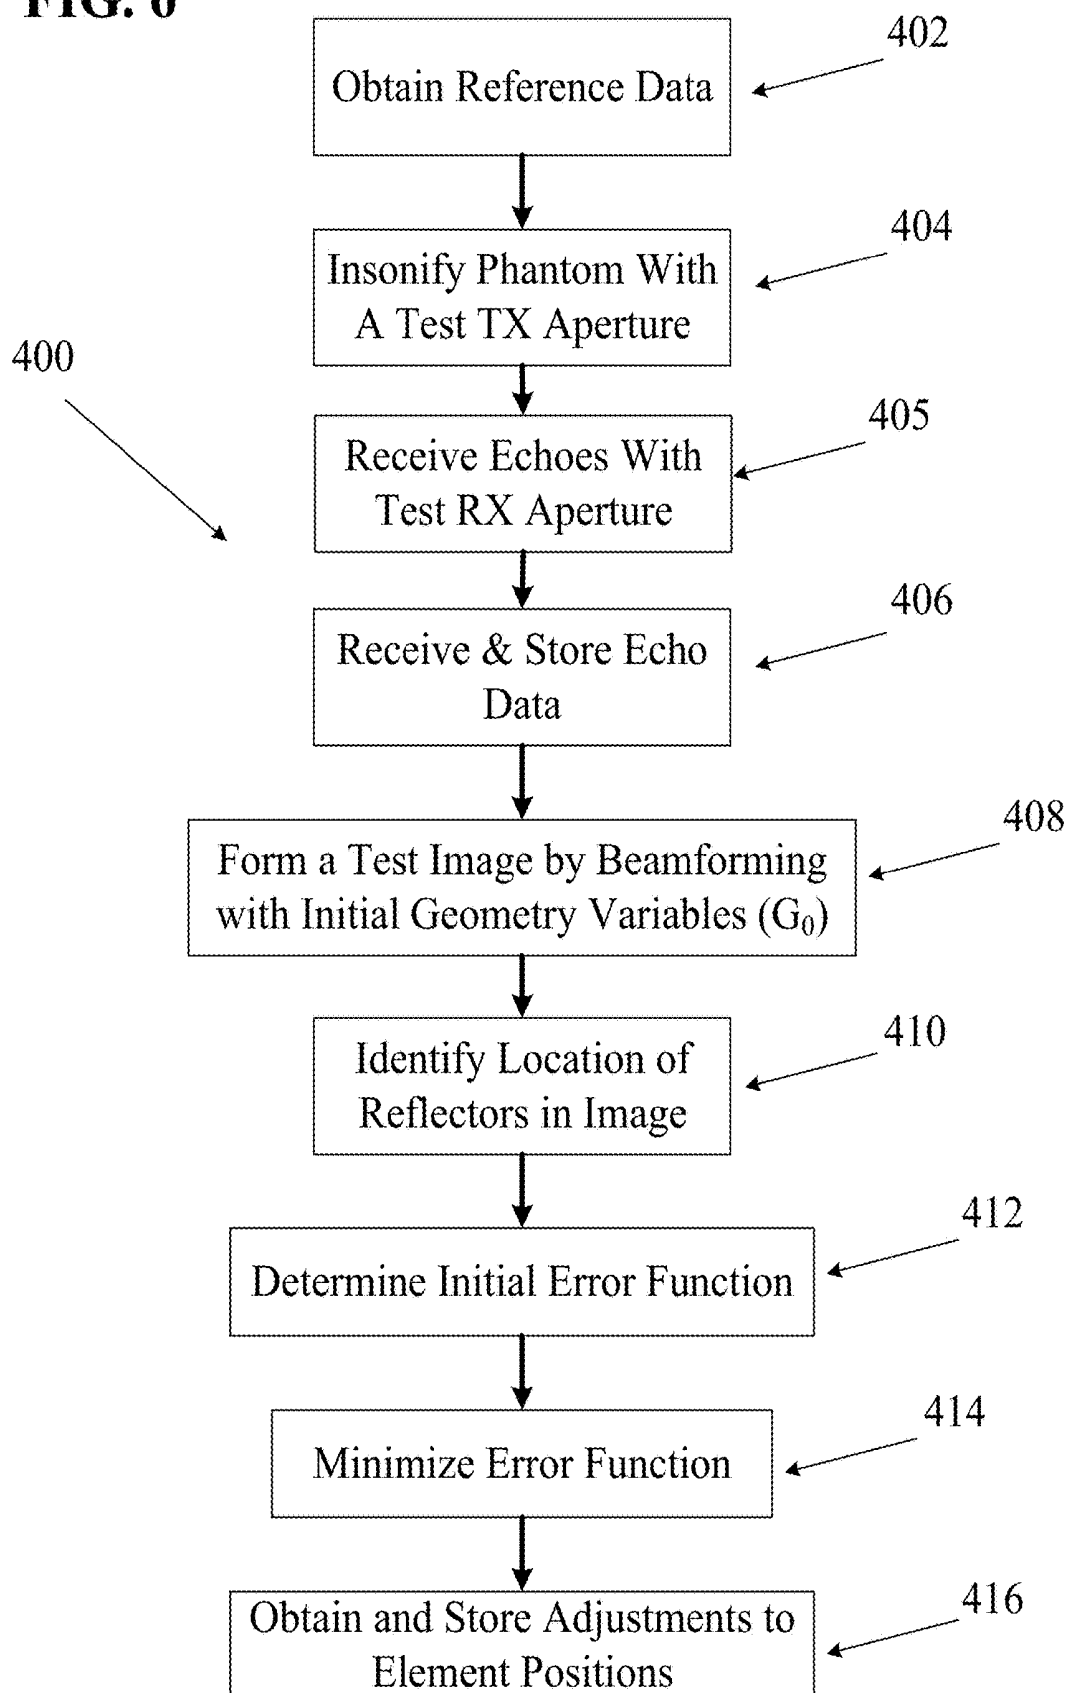 FIG. 6
402
Obtain Reference Data
404
Insonify Phantom With
A Test TX Aperture
400
405
Receive Echoes With
Test RX Aperture
406
Receive & Store Echo
Data
408
Form a Test Image by Beamforming
with Initial Geometry Variables (G₀)
410
Identify Location of
Reflectors in Image
412
Determine Initial Error Function
414
Minimize Error Function
416
Obtain and Store Adjustments to
Element Positions